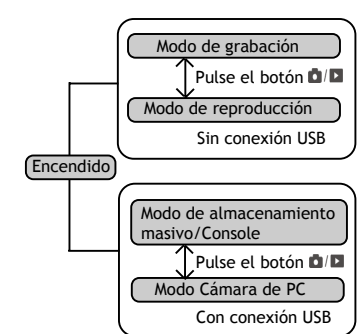 Modo de grabación
Pulse el botón /
Modo de reproducción
Sin conexión USB
Encendido
Modo de almacenamiento
masivo/Console
Pulse el botón /
Modo Cámara de PC
Con conexión USB